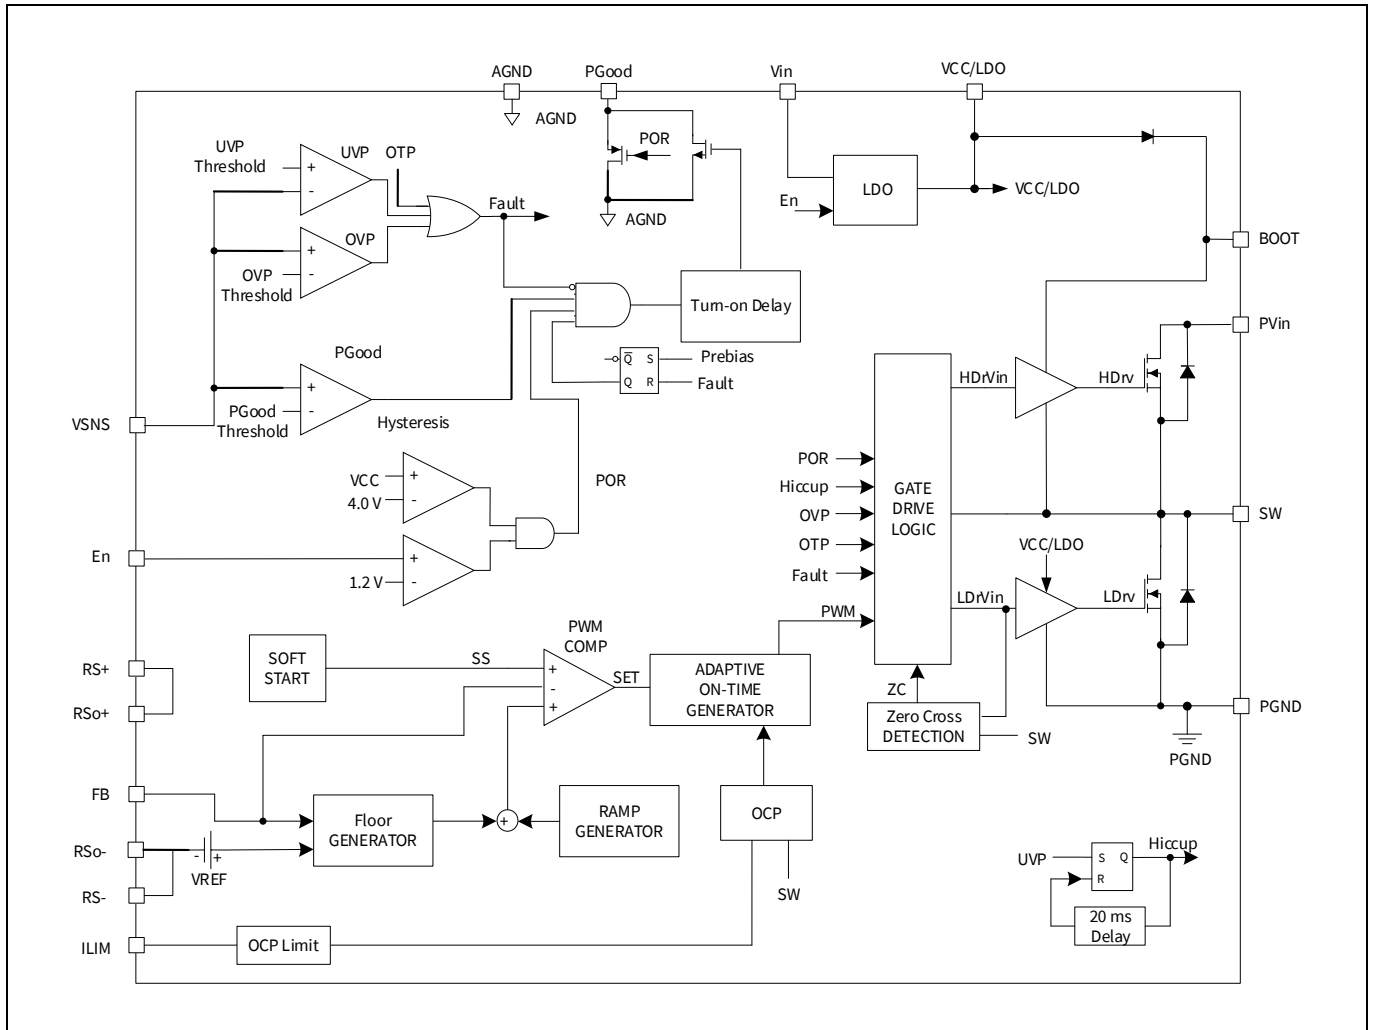 AGND
PGood
Vin
VCC/LDO
AGND
POR
AGND
UVP
Threshold
+
-
UVP
OTP
Fault
OVP
+
-
OVP
Threshold
LDO
En
VCC/LDO
BOOT
Turn-on Delay
PVin
PGood
+
-
PGood
Threshold
Hysteresis
Q S
Q R
Prebias
Fault
VSNS
HDrVin
HDrv
VCC
4.0 V
+
-
POR
En
1.2 V
+
-
POR
Hiccup
OVP
OTP
Fault
PWM
GATE
DRIVE
LOGIC
SW
VCC/LDO
LDrVin
LDrv
SOFT
START
SS
PWM
COMP
+
-
+
SET
ADAPTIVE
ON-TIME
GENERATOR
ZC
Zero Cross
DETECTION
SW
PGND
PGND
RS+
RSo+
FB
RSo-
RS-
- +
VREF
Floor
GENERATOR
+
RAMP
GENERATOR
OCP
SW
UVP
S Q
R
Hiccup
20 ms
Delay
ILIM
OCP Limit